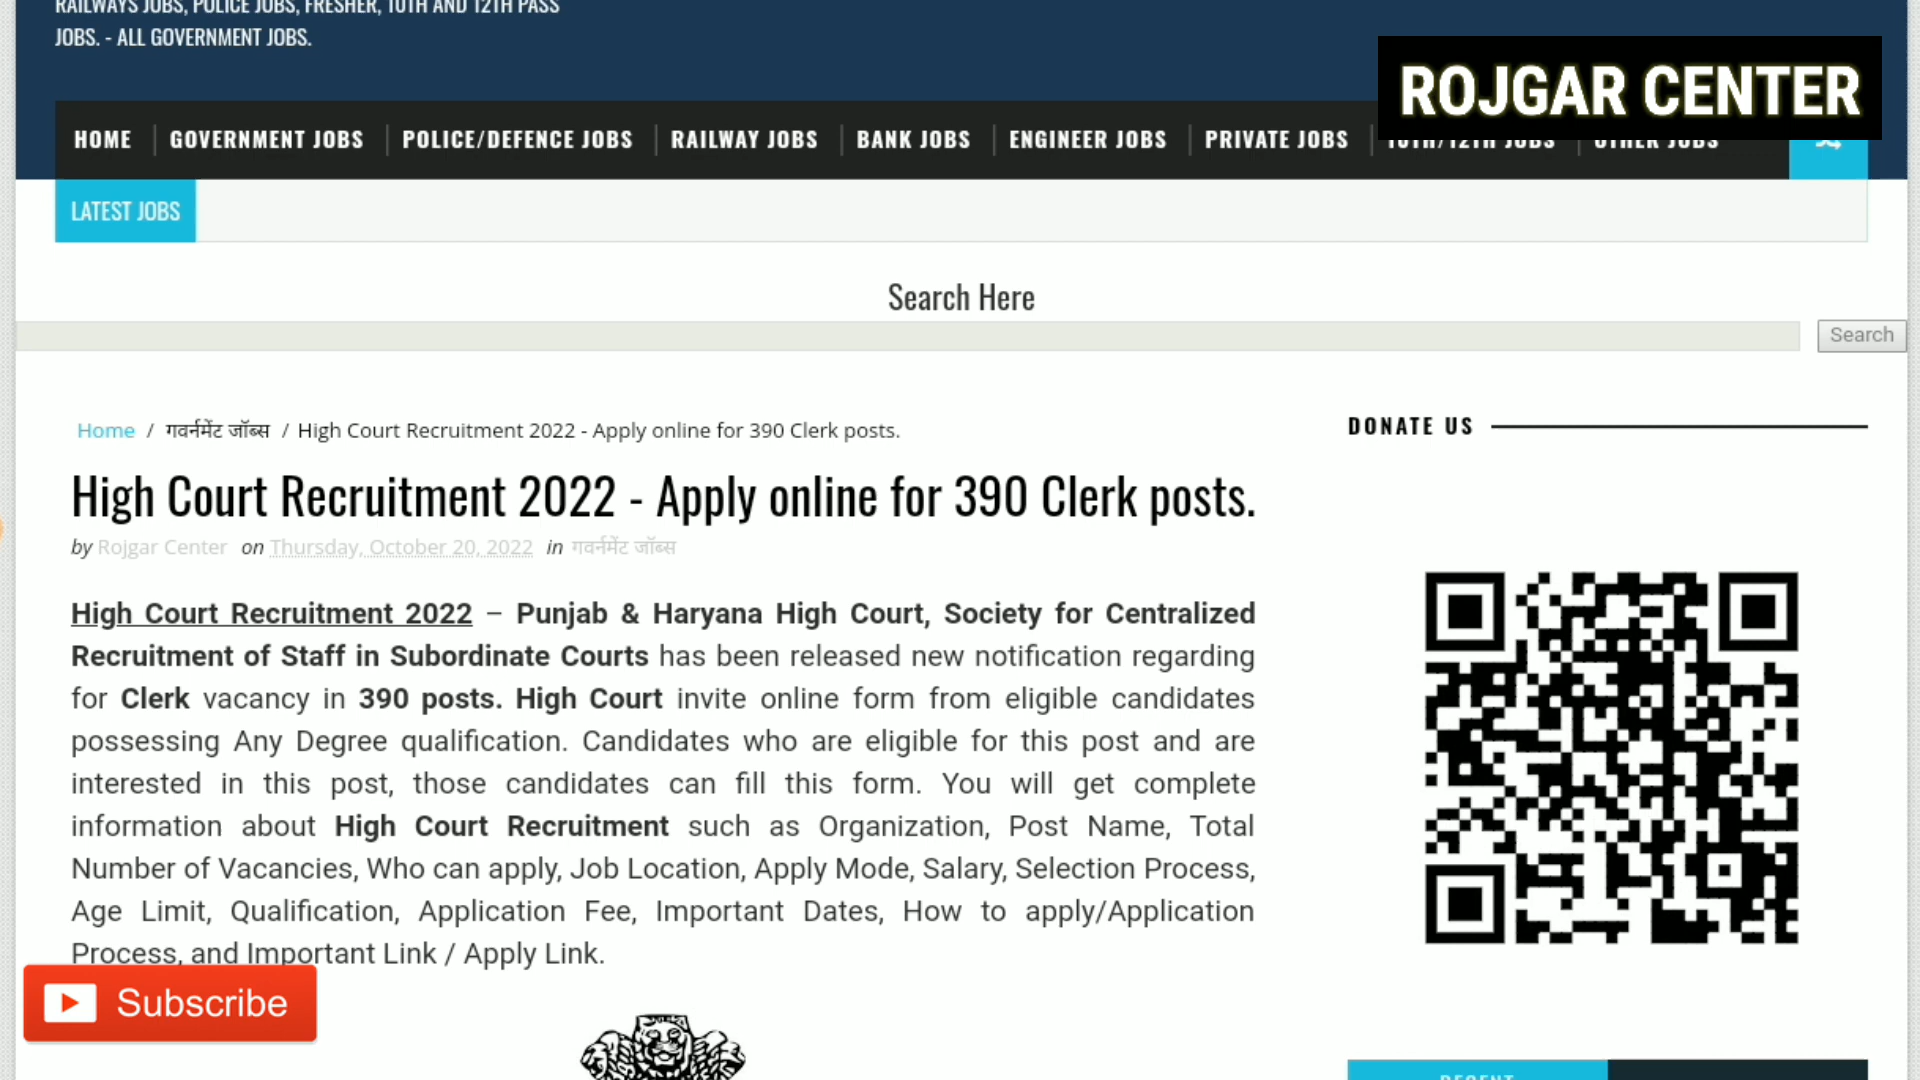 RAILWAYS JOBS, POLICE JOBS, FRESHER, 10TH AND 12TH PASS
JOBS. - ALL GOVERNMENT JOBS.
ROJGAR CENTER
HOME
GOVERNMENT JOBS
POLICE/DEFENCE JOBS
RAILWAY JOBS
BANK JOBS
ENGINEER JOBS
PRIVATE JOBS
10TH/12TH JOBS
OTHER JOBS
LATEST JOBS
Search Here
Search
Home / गवर्नमेंट जॉब्स / High Court Recruitment 2022 - Apply online for 390 Clerk posts.
DONATE US
High Court Recruitment 2022 - Apply online for 390 Clerk posts.
by Rojgar Center on Thursday, October 20, 2022 in गवर्नमेंट जॉब्स
High Court Recruitment 2022 – Punjab & Haryana High Court, Society for Centralized
Recruitment of Staff in Subordinate Courts has been released new notification regarding
for Clerk vacancy in 390 posts. High Court invite online form from eligible candidates
possessing Any Degree qualification. Candidates who are eligible for this post and are
interested in this post, those candidates can fill this form. You will get complete
information about High Court Recruitment such as Organization, Post Name, Total
Number of Vacancies, Who can apply, Job Location, Apply Mode, Salary, Selection Process,
Age Limit, Qualification, Application Fee, Important Dates, How to apply/Application
Process, and Important Link / Apply Link.
Subscribe
RECENT